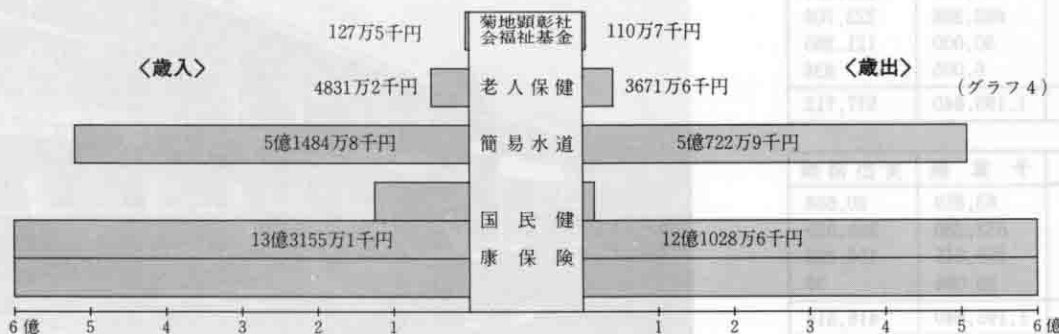 127万5千円 菊地顕彰社会福祉基金 110万7千円
〈歳入〉 〈歳出〉
4831万2千円 老人保健 3671万6千円 (グラフ4)
5億1484万8千円 簡易水道 5億722万9千円
国民健
13億3155万1千円 12億1028万6千円
康保険
6億 5 4 3 2 1 1 2 3 4 5 6億